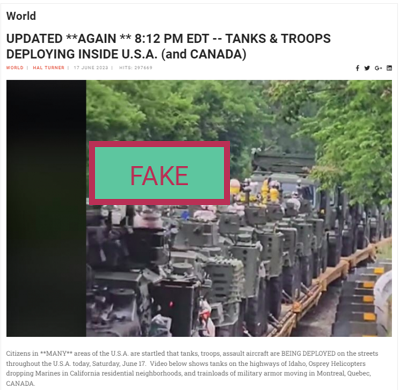 World
UPDATED **AGAIN ** 8:12 PM EDT -- TANKS & TROOPS
DEPLOYING INSIDE U.S.A. (and CANADA)
WORLD | HAL TURNER | 17 JUNE 2023 | HITS:
FAKE
Citizens in **MANY** areas of the U.S.A. are startled that tanks, troops, assault aircraft are BEING DEPLOYED on the streets
throughout the U.S.A. today, Saturday, June 17. Video below shows tanks on the highways of Idaho, Osprey Helicopters
dropping Marines in California residential neighborhoods, and trainloads of military armor moving in Montreal, Quebec,
CANADA.